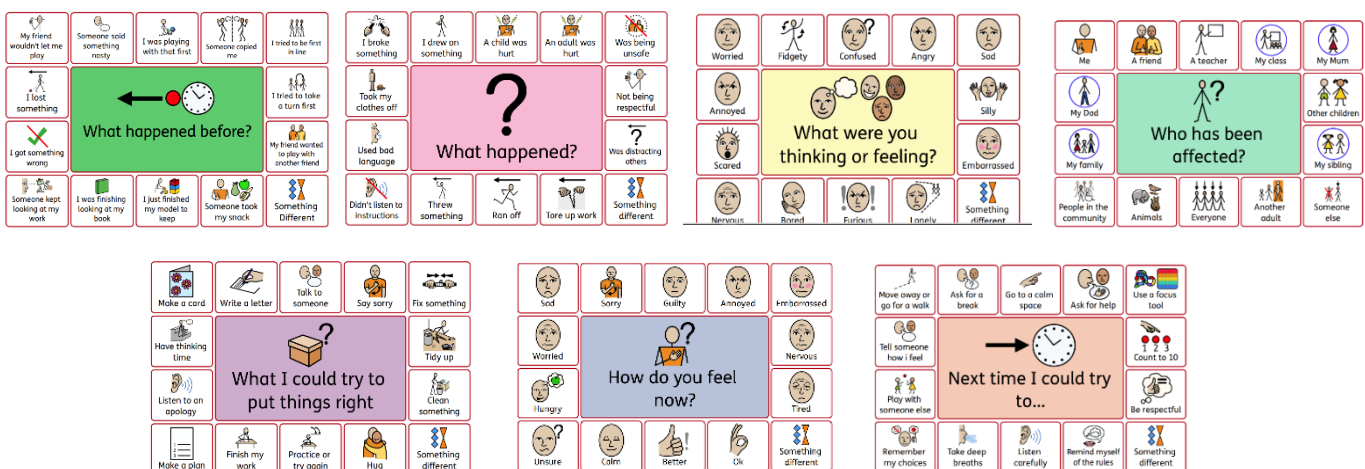 My friend
wouldn't let me
play
Someone said
something
nasty
I was playing
with that first
Someone copied
me
I tried to be first
in line
I lost
something
I tried to take
a turn first
What happened before?
I got something
wrong
My friend wanted
to play with
another friend
Someone kept
looking at my
work
I was finishing
looking at my
book
I just finished
my model to
keep
Someone took
my snack
Something
Different
I broke
something
I drew on
something
A child was
hurt
An adult was
hurt
Was being
unsafe
Took my
clothes off
Not being
respectful
?
What happened?
Used bad
language
?
Was distracting
others
Didn't listen to
instructions
Threw
something
Ran off
Tore up work
Something
different
Worried
Fidgety
?
Confused
Angry
Sad
Annoyed
Silly
What were you
thinking or feeling?
Scared
Embarrassed
Nervous
Bored
! !
Furious
Lonely
Something
different
Me
A friend
A teacher
My class
My Mum
My Dad
Other children
?
Who has been
affected?
My family
My sibling
People in the
community
Animals
Everyone
Another
adult
Someone
else
Make a card
Write a letter
Talk to
someone
Say sorry
Fix something
Have thinking
time
Tidy up
?
What I could try to
put things right
Listen to an
apology
Clean
something
Make a plan
Finish my
work
Practice or
try again
Hug
Something
different
Sad
Sorry
Guilty
Annoyed
Embarrassed
Worried
Nervous
?
How do you feel
now?
Hungry
Tired
?
Unsure
Calm
!
Better
Ok
Something
different
Move away or
go for a walk
Ask for a
break
Go to a calm
space
?
Ask for help
Use a focus
tool
Tell someone
how i feel
1 2 3
Count to 10
Next time I could try
to...
Play with
someone else
Be respectful
Remember
my choices
Take deep
breaths
Listen
carefully
Remind myself
of the rules
Something
different